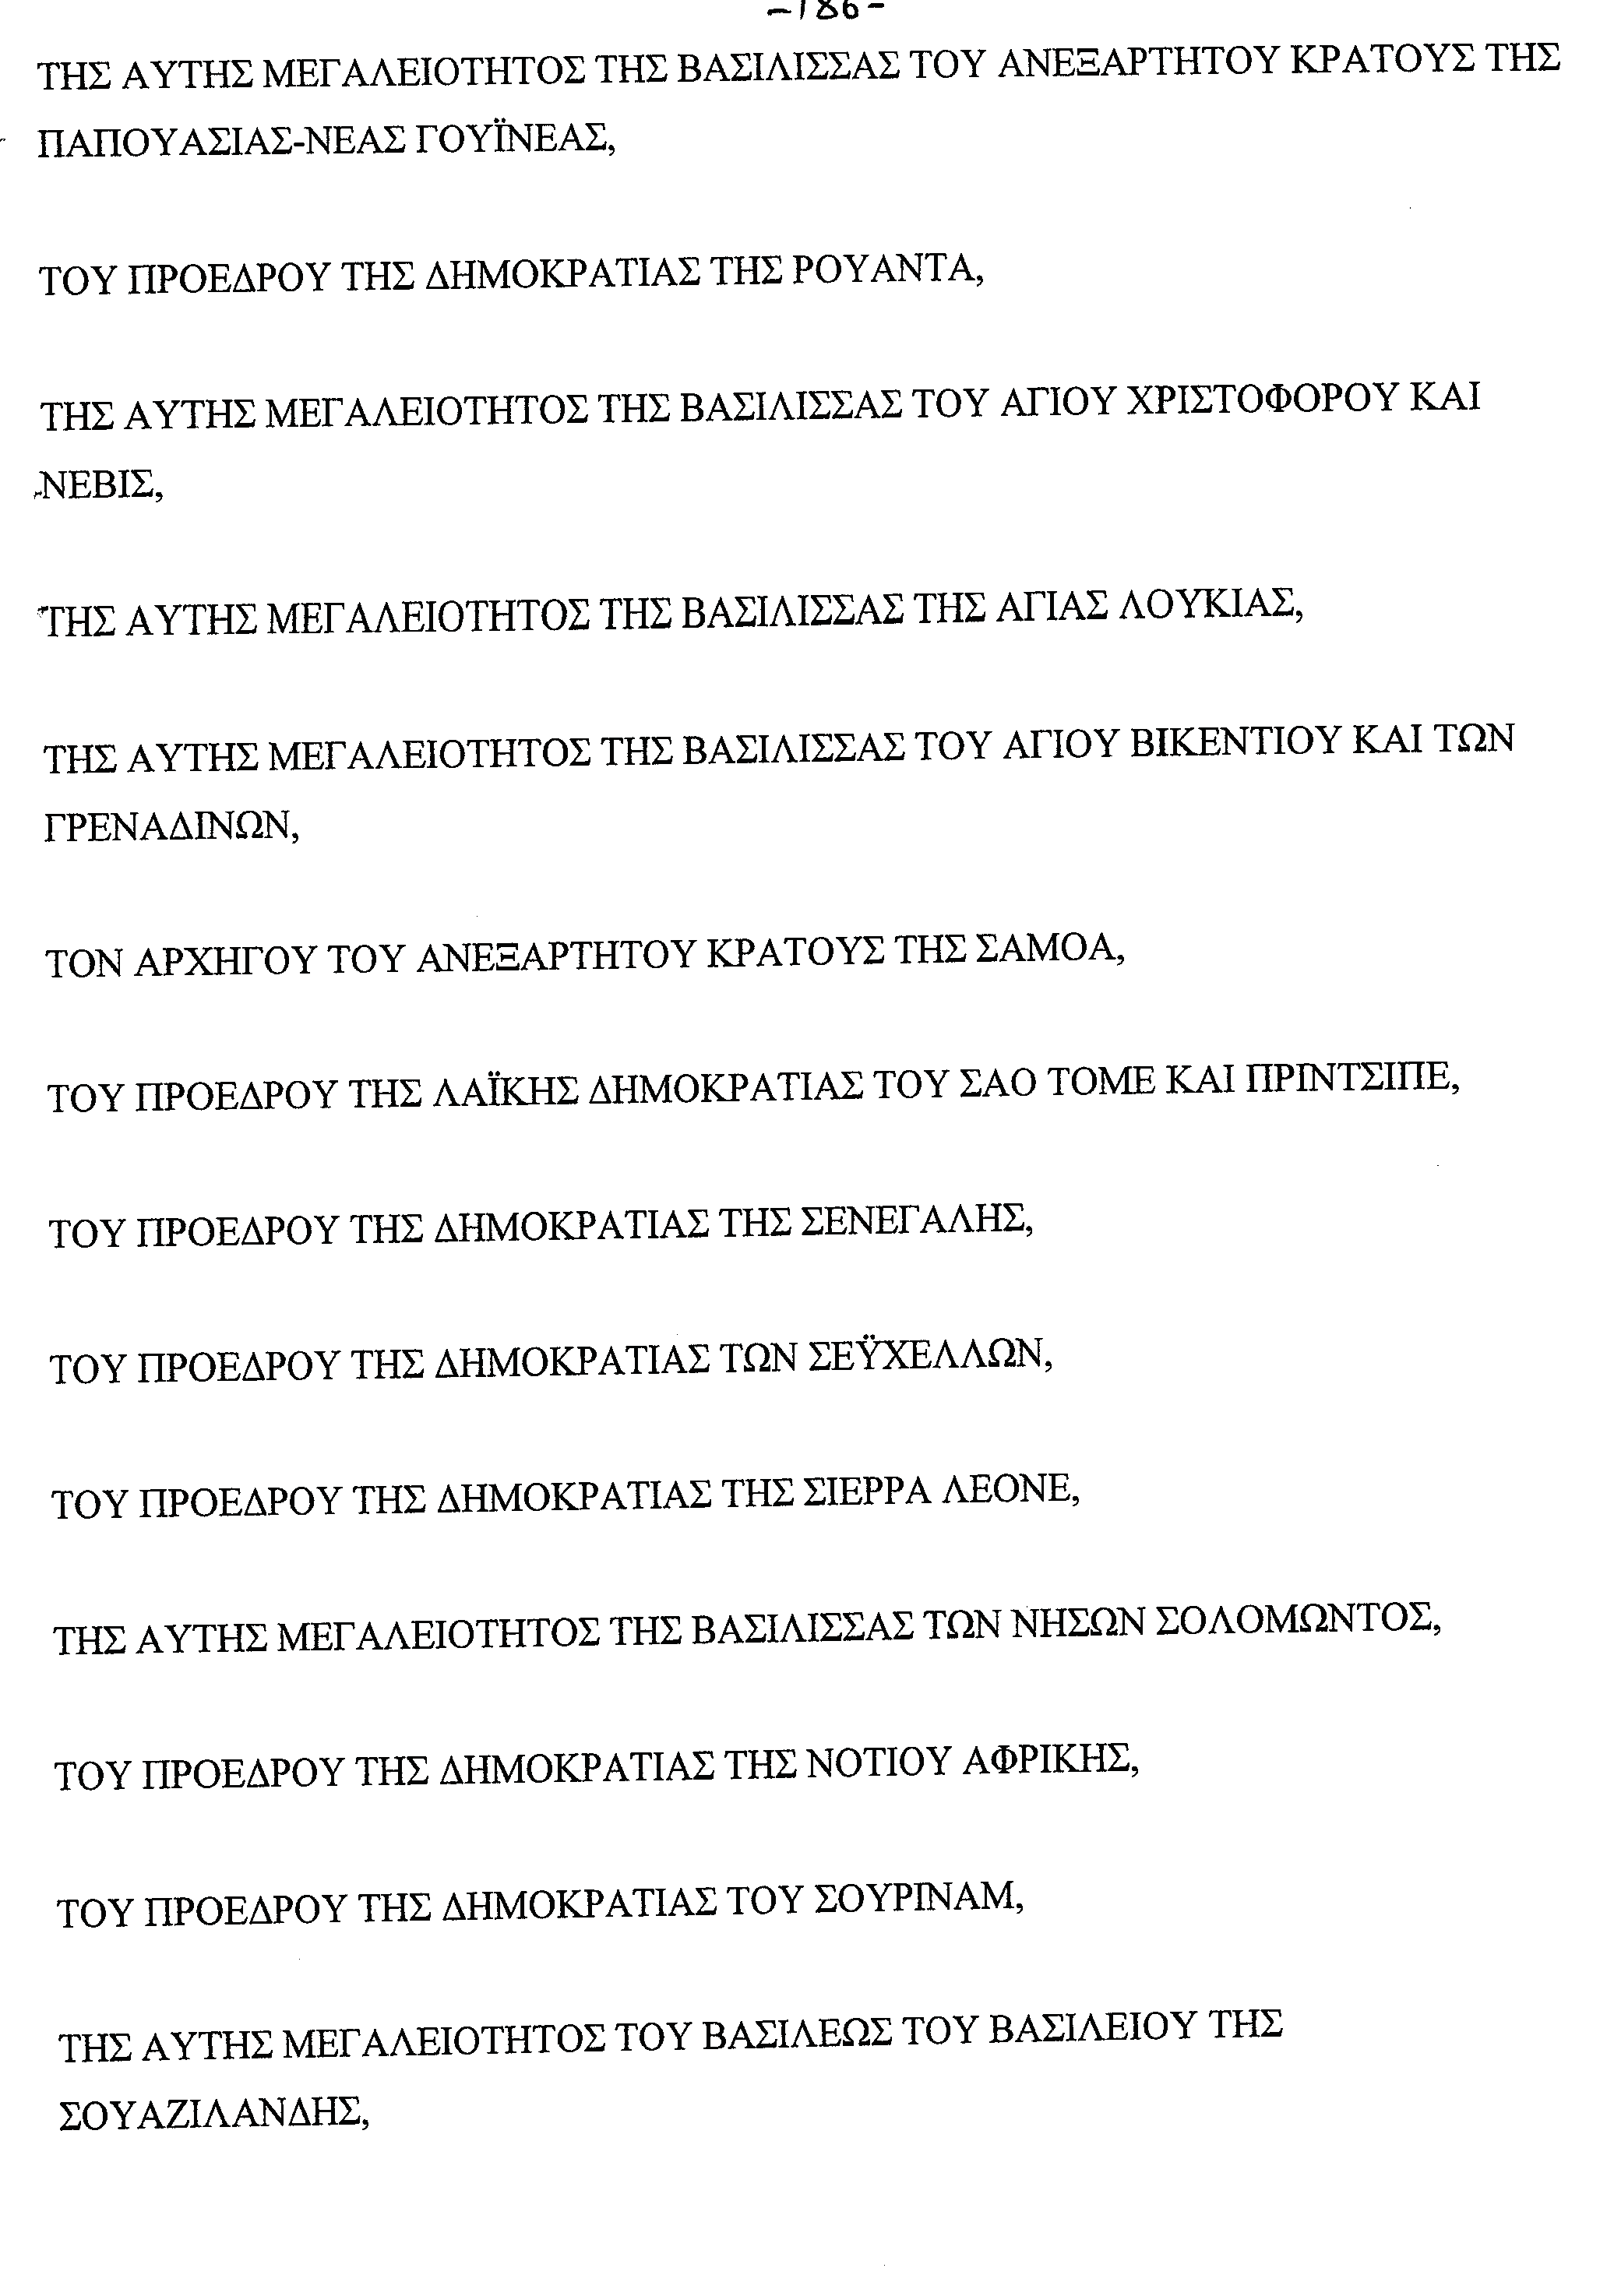 -186-
ΤΗΣ ΑΥΤΗΣ ΜΕΓΑΛΕΙΟΤΗΤΟΣ ΤΗΣ ΒΑΣΙΛΙΣΣΑΣ ΤΟΥ ΑΝΕΞΑΡΤΗΤΟΥ ΚΡΑΤΟΥΣ ΤΗΣ
ΠΑΠΟΥΑΣΙΑΣ-ΝΕΑΣ ΓΟΥΪΝΕΑΣ,
ΤΟΥ ΠΡΟΕΔΡΟΥ ΤΗΣ ΔΗΜΟΚΡΑΤΙΑΣ ΤΗΣ ΡΟΥΑΝΤΑ,
ΤΗΣ ΑΥΤΗΣ ΜΕΓΑΛΕΙΟΤΗΤΟΣ ΤΗΣ ΒΑΣΙΛΙΣΣΑΣ ΤΟΥ ΑΓΙΟΥ ΧΡΙΣΤΟΦΟΡΟΥ ΚΑΙ
ΝΕΒΙΣ,
ΤΗΣ ΑΥΤΗΣ ΜΕΓΑΛΕΙΟΤΗΤΟΣ ΤΗΣ ΒΑΣΙΛΙΣΣΑΣ ΤΗΣ ΑΓΙΑΣ ΛΟΥΚΙΑΣ,
ΤΗΣ ΑΥΤΗΣ ΜΕΓΑΛΕΙΟΤΗΤΟΣ ΤΗΣ ΒΑΣΙΛΙΣΣΑΣ ΤΟΥ ΑΓΙΟΥ ΒΙΚΕΝΤΙΟΥ ΚΑΙ ΤΩΝ
ΓΡΕΝΑΔΙΝΩΝ,
ΤΟΝ ΑΡΧΗΓΟΥ ΤΟΥ ΑΝΕΞΑΡΤΗΤΟΥ ΚΡΑΤΟΥΣ ΤΗΣ ΣΑΜΟΑ,
ΤΟΥ ΠΡΟΕΔΡΟΥ ΤΗΣ ΛΑΪΚΗΣ ΔΗΜΟΚΡΑΤΙΑΣ ΤΟΥ ΣΑΟ ΤΟΜΕ ΚΑΙ ΠΡΙΝΤΣΙΠΕ,
ΤΟΥ ΠΡΟΕΔΡΟΥ ΤΗΣ ΔΗΜΟΚΡΑΤΙΑΣ ΤΗΣ ΣΕΝΕΓΑΛΗΣ,
ΤΟΥ ΠΡΟΕΔΡΟΥ ΤΗΣ ΔΗΜΟΚΡΑΤΙΑΣ ΤΩΝ ΣΕΫΧΕΛΛΩΝ,
ΤΟΥ ΠΡΟΕΔΡΟΥ ΤΗΣ ΔΗΜΟΚΡΑΤΙΑΣ ΤΗΣ ΣΙΕΡΡΑ ΛΕΟΝΕ,
ΤΗΣ ΑΥΤΗΣ ΜΕΓΑΛΕΙΟΤΗΤΟΣ ΤΗΣ ΒΑΣΙΛΙΣΣΑΣ ΤΩΝ ΝΗΣΩΝ ΣΟΛΟΜΩΝΤΟΣ,
ΤΟΥ ΠΡΟΕΔΡΟΥ ΤΗΣ ΔΗΜΟΚΡΑΤΙΑΣ ΤΗΣ ΝΟΤΙΟΥ ΑΦΡΙΚΗΣ,
ΤΟΥ ΠΡΟΕΔΡΟΥ ΤΗΣ ΔΗΜΟΚΡΑΤΙΑΣ ΤΟΥ ΣΟΥΡΙΝΑΜ,
ΤΗΣ ΑΥΤΗΣ ΜΕΓΑΛΕΙΟΤΗΤΟΣ ΤΟΥ ΒΑΣΙΛΕΩΣ ΤΟΥ ΒΑΣΙΛΕΙΟΥ ΤΗΣ
ΣΟΥΑΖΙΛΑΝΔΗΣ,